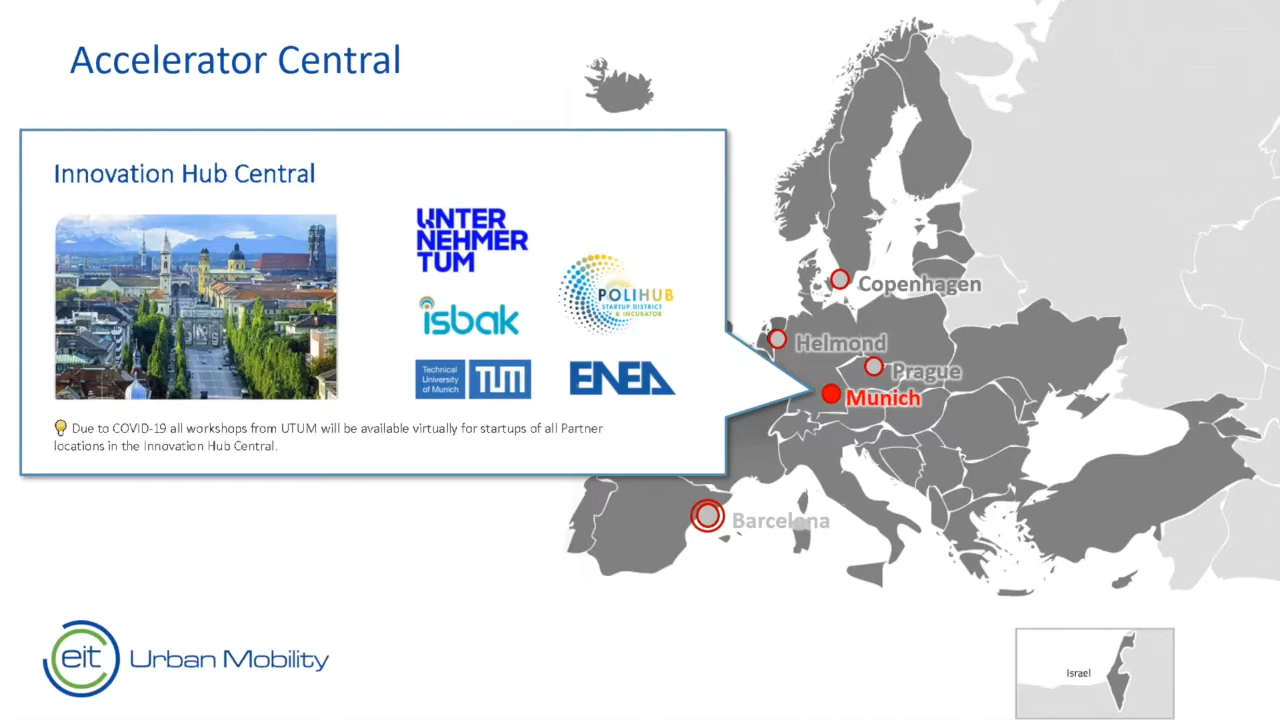 Accelerator Central
Innovation Hub Central
UNTER
NEHMER
TUM
POLIHUB
STARTUP DISTRICT
& INCUBATOR
isbak
Technical
University
of Munich
TUM
ENEA
Due to COVID-19 all workshops from UTUM will be available virtually for startups of all Partner
locations in the Innovation Hub Central.
Copenhagen
Helmond
Prague
Munich
Barcelona
eit Urban Mobility
Israel